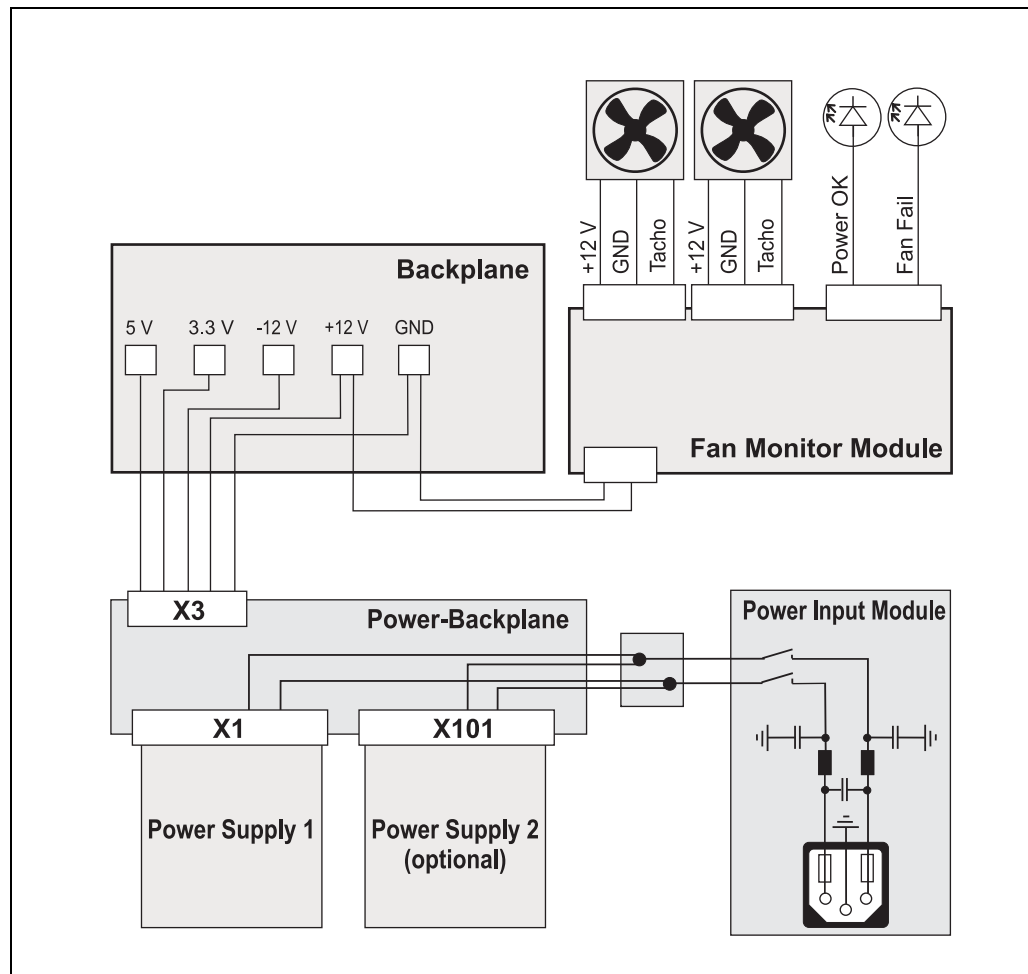 +12 V
GND
Tacho
+12 V
GND
Tacho
Power OK
Fan Fail
Backplane
5 V
3.3 V
-12 V
+12 V
GND
Fan Monitor Module
X3
Power-Backplane
Power Input Module
X1
X101
Power Supply 1
Power Supply 2
(optional)